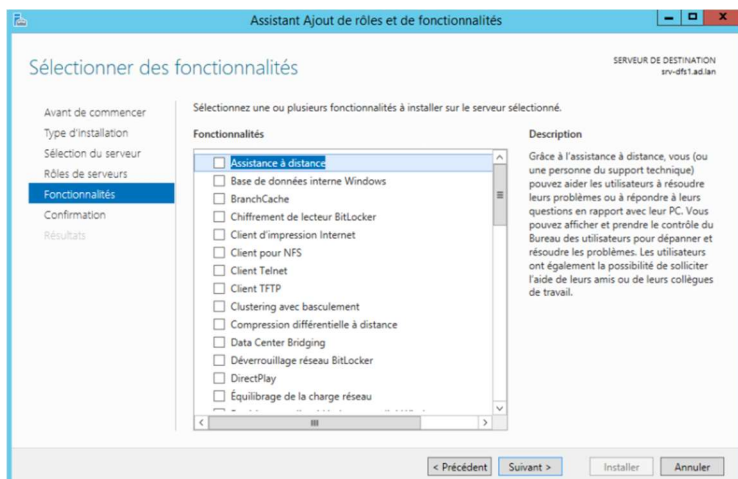 Assistant Ajout de rôles et de fonctionnalités
Sélectionner des fonctionnalités
SERVEUR DE DESTINATION
srv-dfs1.ad.lan
Avant de commencer
Type d'installation
Sélection du serveur
Rôles de serveurs
Fonctionnalités
Confirmation
Résultats
Sélectionnez une ou plusieurs fonctionnalités à installer sur le serveur sélectionné.
Fonctionnalités
Assistance à distance
Base de données interne Windows
BranchCache
Chiffrement de lecteur BitLocker
Client d'impression Internet
Client pour NFS
Client Telnet
Client TFTP
Clustering avec basculement
Compression différentielle à distance
Data Center Bridging
Déverrouillage réseau BitLocker
DirectPlay
Équilibrage de la charge réseau
Description
Grâce à l'assistance à distance, vous (ou
une personne du support technique)
pouvez aider les utilisateurs à résoudre
leurs problèmes ou à répondre à leurs
questions en rapport avec leur PC. Vous
pouvez afficher et prendre le contrôle du
Bureau des utilisateurs pour dépanner et
résoudre les problèmes. Les utilisateurs
ont également la possibilité de solliciter
l'aide de leurs amis ou de leurs collègues
de travail.
< Précédent
Suivant >
Installer
Annuler